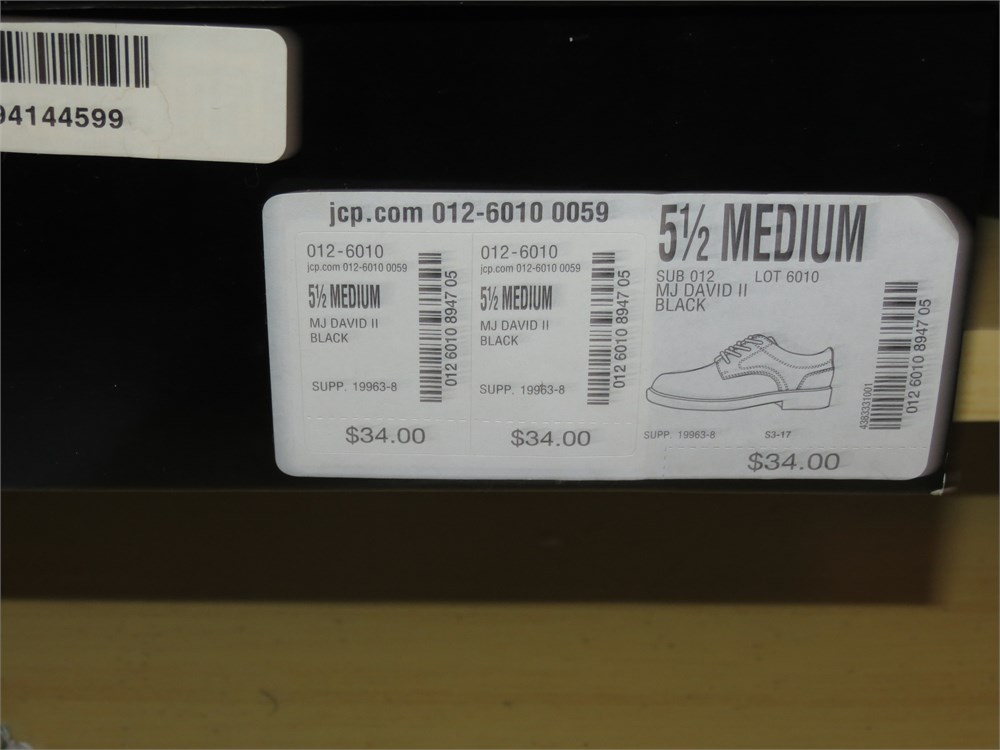 94144599
jcp.com 012-6010 0059
012-6010
jcp.com 012-6010 0059
5½ MEDIUM
MJ DAVID II
BLACK
SUPP. 19963-8
$34.00
012 6010 8947 05
012-6010
jcp.com 012-6010 0059
5½ MEDIUM
MJ DAVID II
BLACK
SUPP. 19963-8
$34.00
012 6010 8947 05
5½ MEDIUM
SUB 012 LOT 6010
MJ DAVID II
BLACK
SUPP. 19963-8 S3-17
$34.00
4383331001
012 6010 8947 05